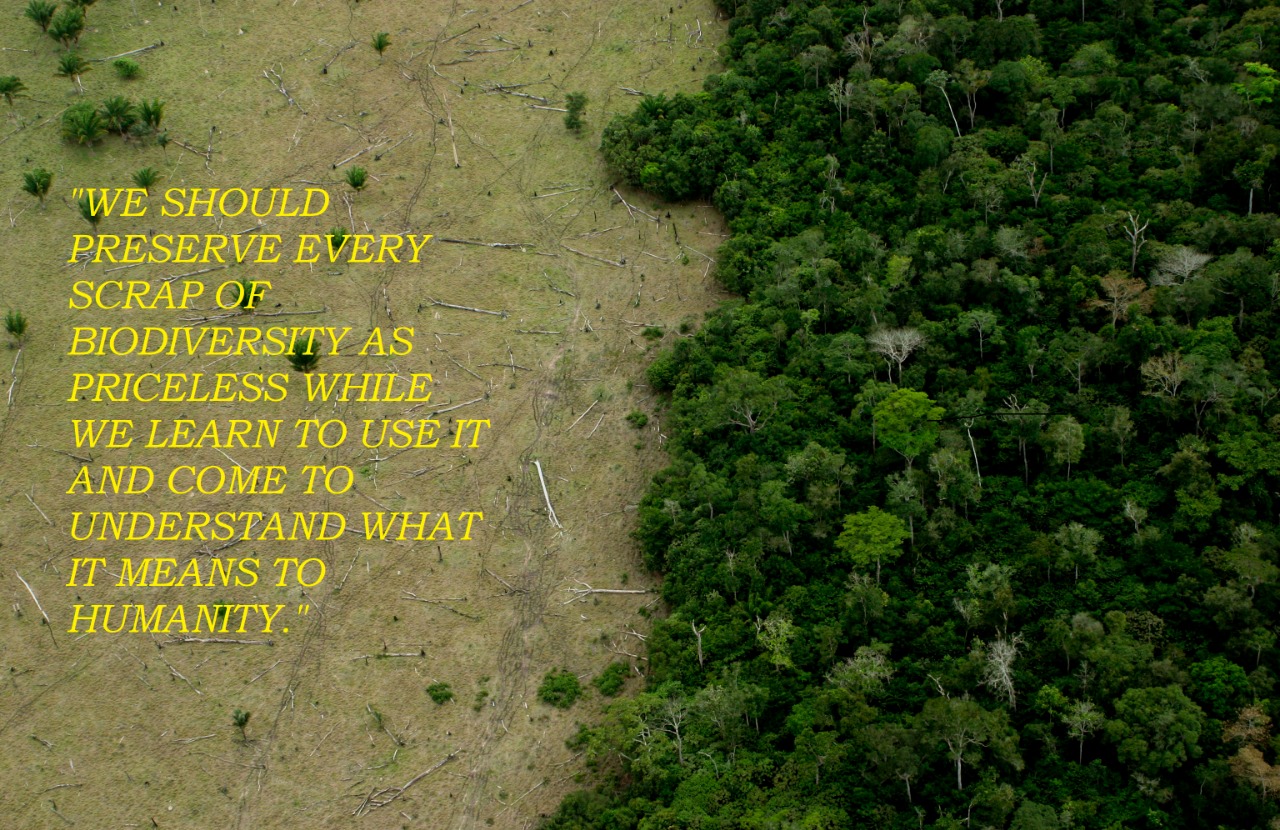 "WE SHOULD
PRESERVE EVERY
SCRAP OF
BIODIVERSITY AS
PRICELESS WHILE
WE LEARN TO USE IT
AND COME TO
UNDERSTAND WHAT
IT MEANS TO
HUMANITY."